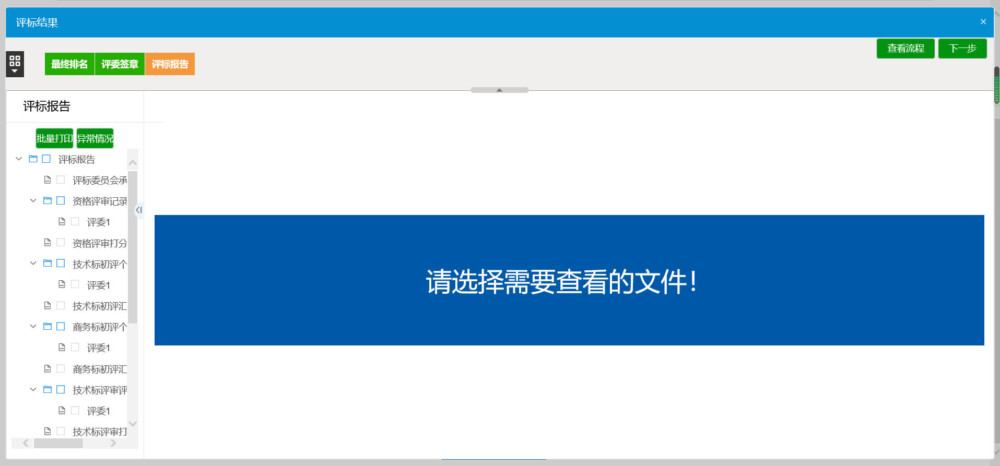 评标结果
查看流程 下一步
最终排名 评委签章 评标报告
评标报告
批量打印 异常情况
评标报告
评标委员会承
资格评审记录
评委1
资格评审打分
技术标初评个
评委1
技术标初评汇
商务标初评个
评委1
商务标初评汇
技术标评审评
评委1
技术标评审打
请选择需要查看的文件！